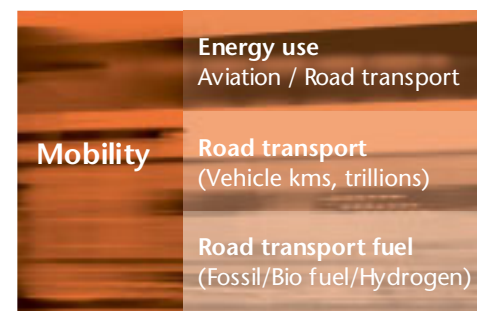 Mobility
Energy use
Aviation / Road transport
Road transport
(Vehicle kms, trillions)
Road transport fuel
(Fossil/Bio fuel/Hydrogen)